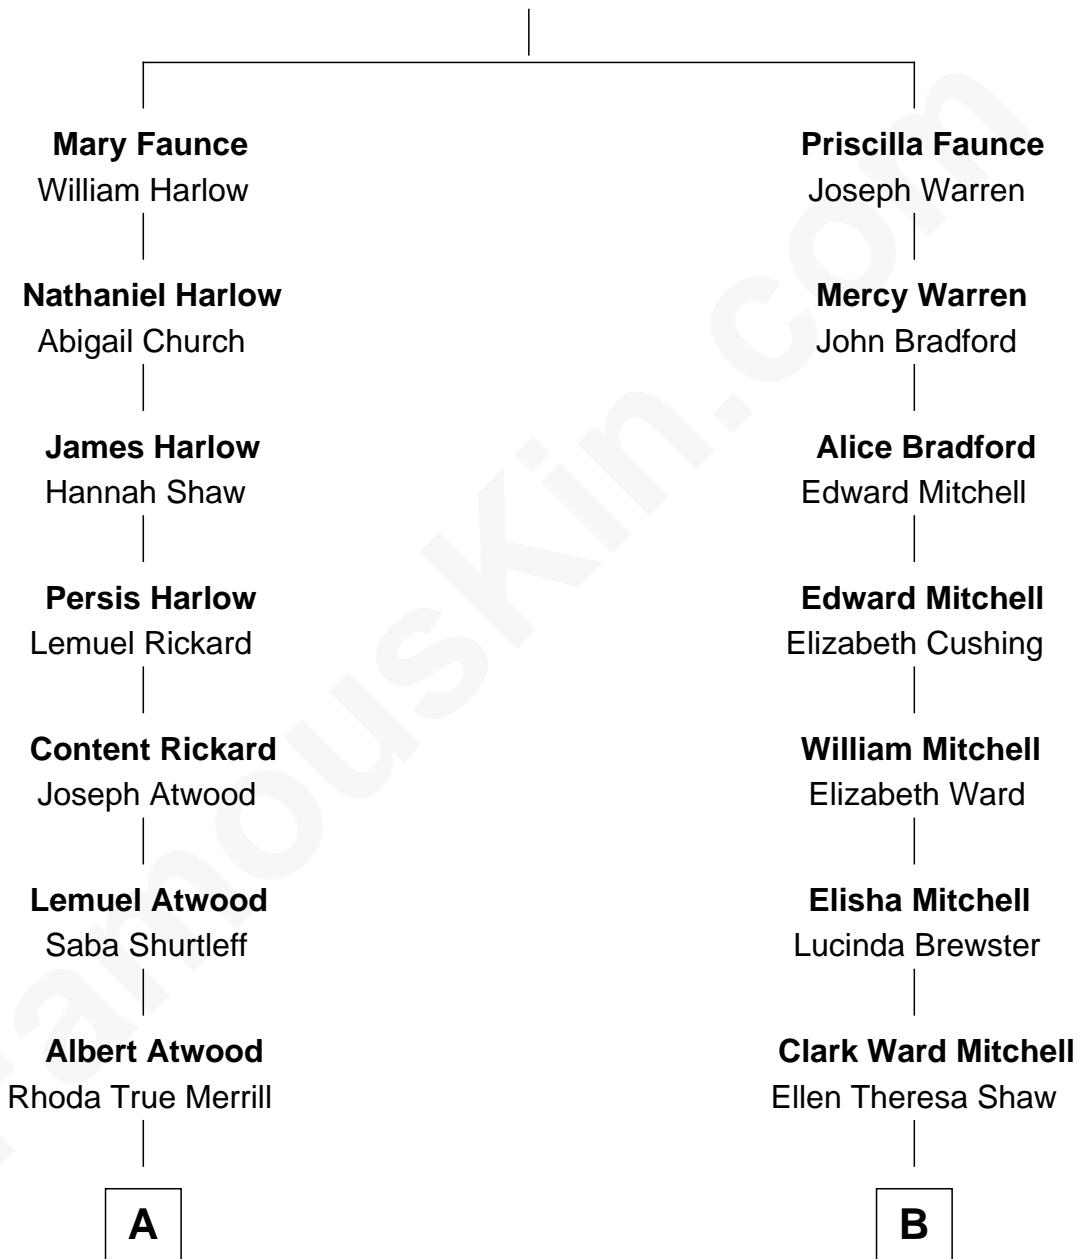 Mary Faunce
William Harlow
Priscilla Faunce
Joseph Warren
Nathaniel Harlow
Abigail Church
Mercy Warren
John Bradford
James Harlow
Hannah Shaw
Alice Bradford
Edward Mitchell
Persis Harlow
Lemuel Rickard
Edward Mitchell
Elizabeth Cushing
Content Rickard
Joseph Atwood
William Mitchell
Elizabeth Ward
Lemuel Atwood
Saba Shurtleff
Elisha Mitchell
Lucinda Brewster
Albert Atwood
Rhoda True Merrill
Clark Ward Mitchell
Ellen Theresa Shaw
A
B
FamousKin.com